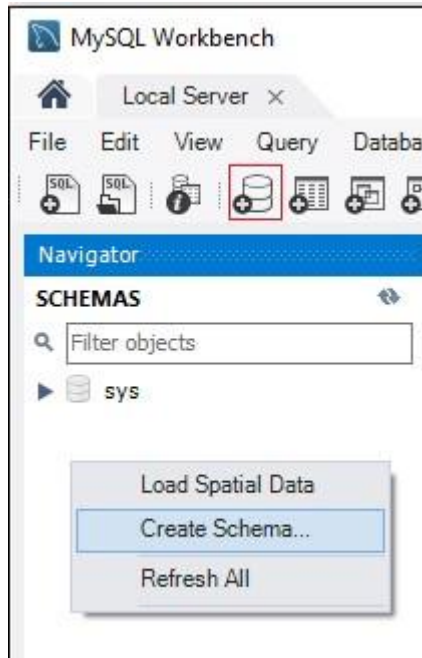 MySQL Workbench
Local Server ×
File Edit View Query Databa
SQL SQL
Navigator
SCHEMAS
Filter objects
sys
Load Spatial Data
Create Schema...
Refresh All